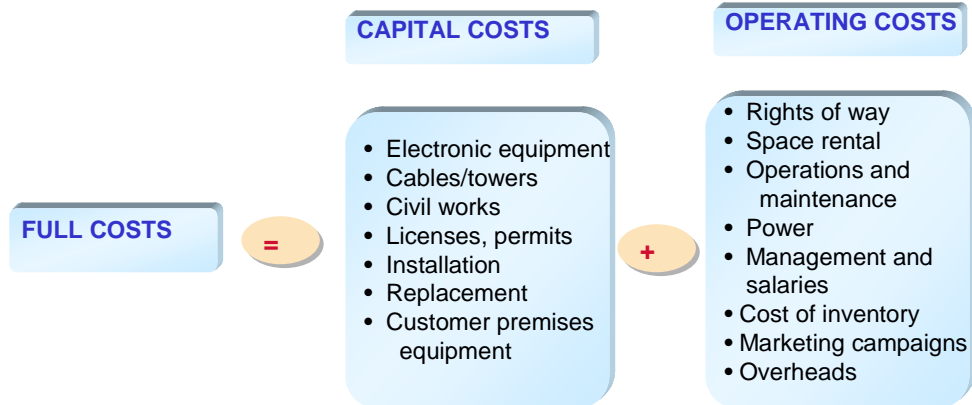 CAPITAL COSTS
OPERATING COSTS
FULL COSTS
=
• Electronic equipment
• Cables/towers
• Civil works
• Licenses, permits
• Installation
• Replacement
• Customer premises
equipment
+
• Rights of way
• Space rental
• Operations and
maintenance
• Power
• Management and
salaries
• Cost of inventory
• Marketing campaigns
• Overheads